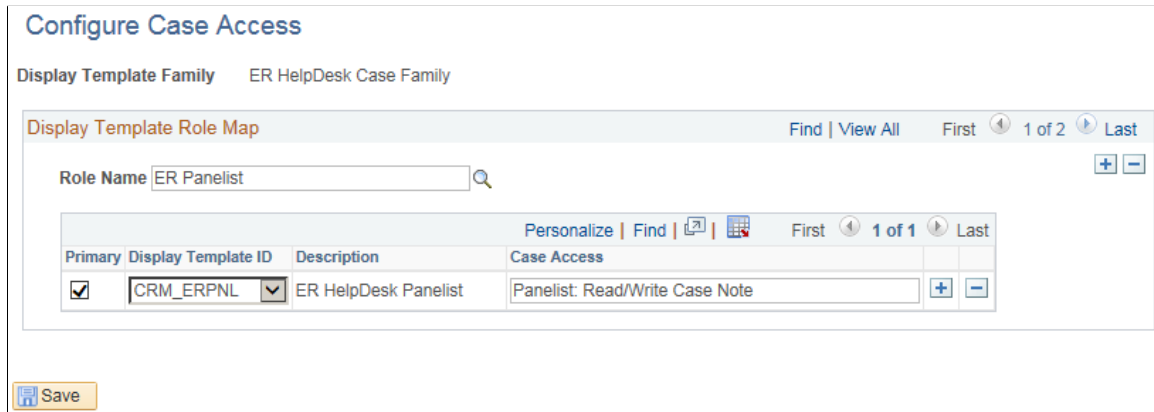 Configure Case Access
Display Template Family ER HelpDesk Case Family
Display Template Role Map Find | View All First 1 of 2 Last
Role Name ER Panelist
Personalize | Find | | First 1 of 1 Last
Primary Display Template ID Description Case Access
CRM_ERPNL ER HelpDesk Panelist Panelist: Read/Write Case Note
Save